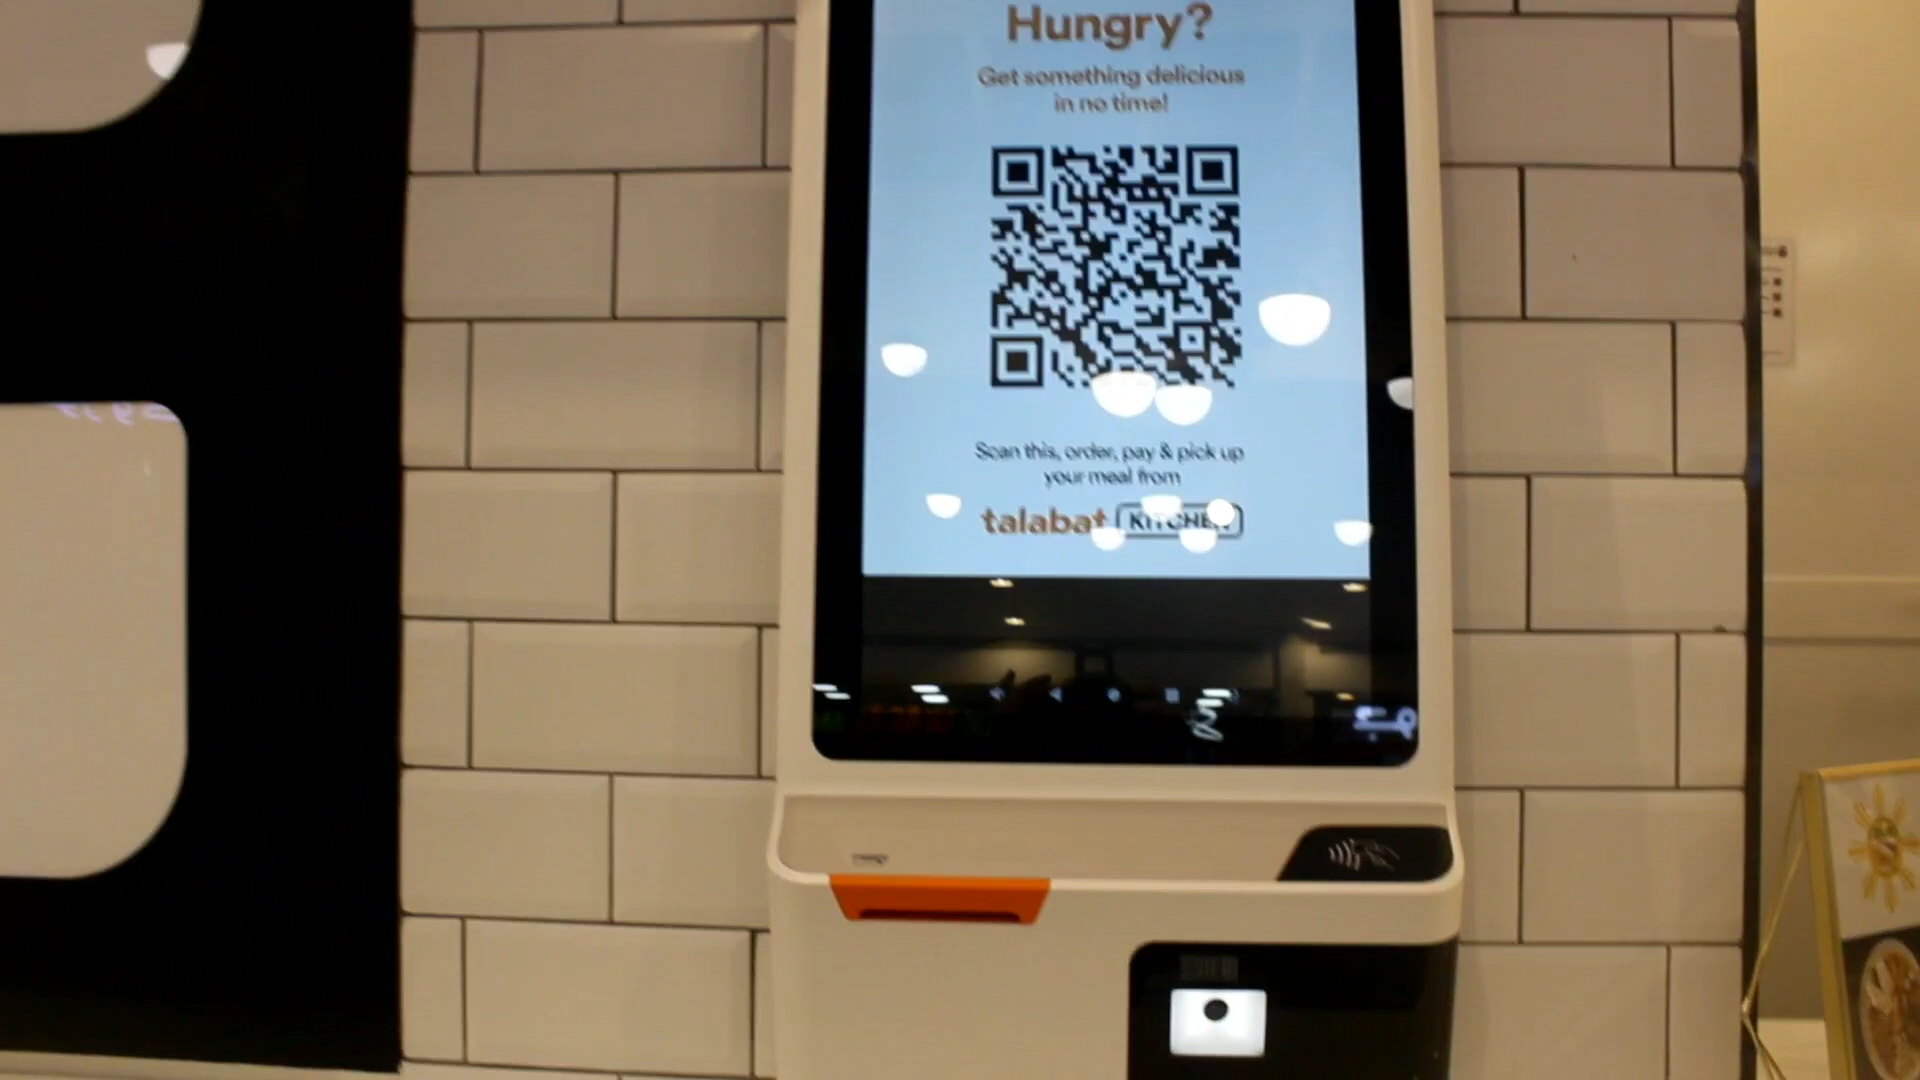 Hungry?
Get something delicious
in no time!
Scan this, order, pay & pick up
your meal from
talabat KITCHEN